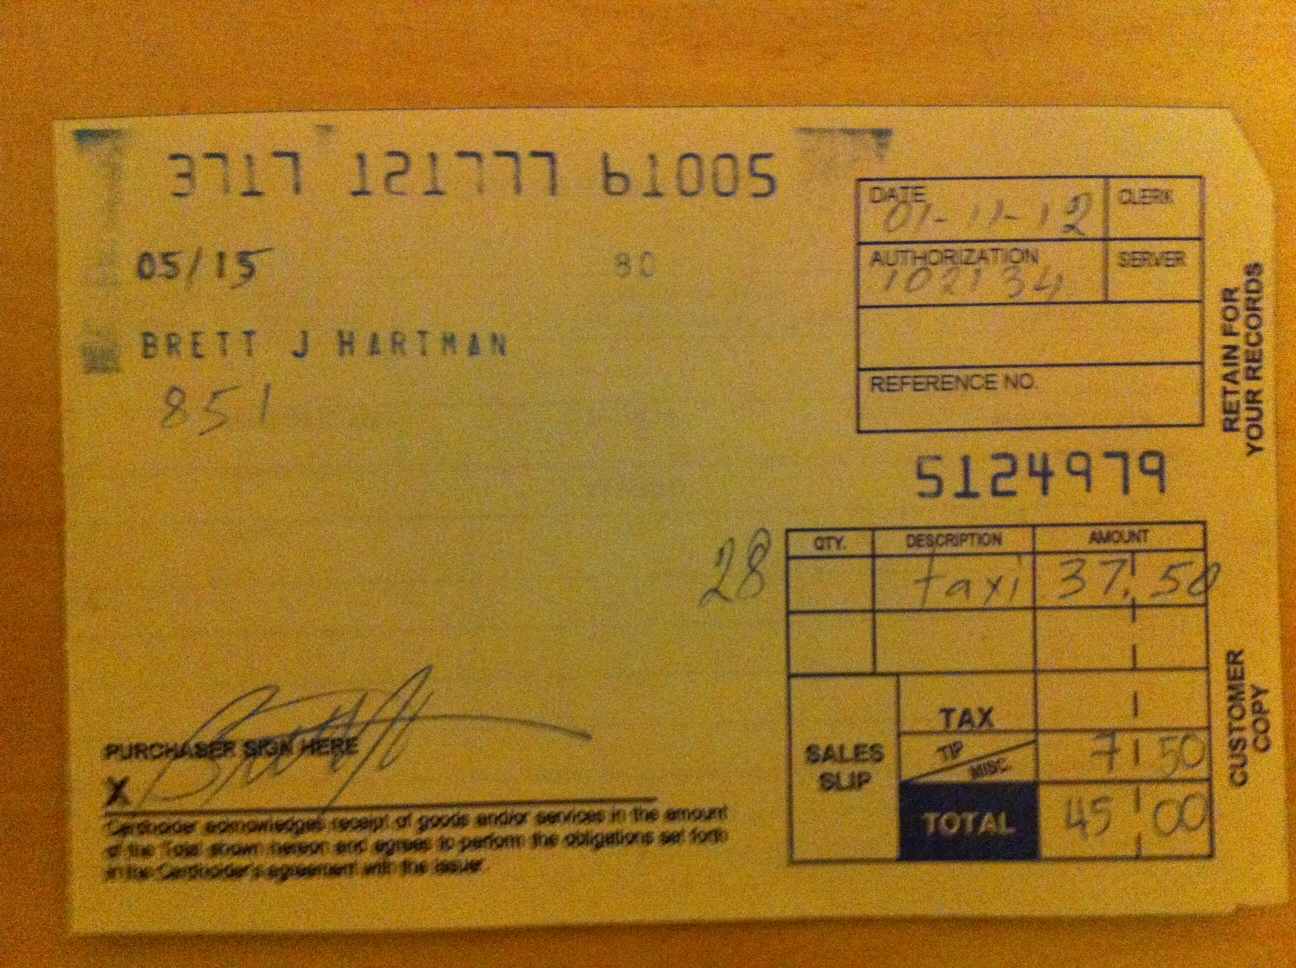 3717 121777 61005
05/15 80
BRETT J HARTMAN
851
DATE 01-11-12 CLERK
AUTHORIZATION 102134 SERVER
REFERENCE NO.
RETAIN FOR
YOUR RECORDS
5124979
QTY. DESCRIPTION AMOUNT
28 taxi 37.50
TAX
SALES SLIP
TIP MISC. 7 50
TOTAL 45 00
CUSTOMER
COPY
PURCHASER SIGN HERE
X
Cardholder acknowledges receipt of goods and/or services in the amount
of the Total shown hereon and agrees to perform the obligations set forth
in the Cardholder's agreement with the issuer.